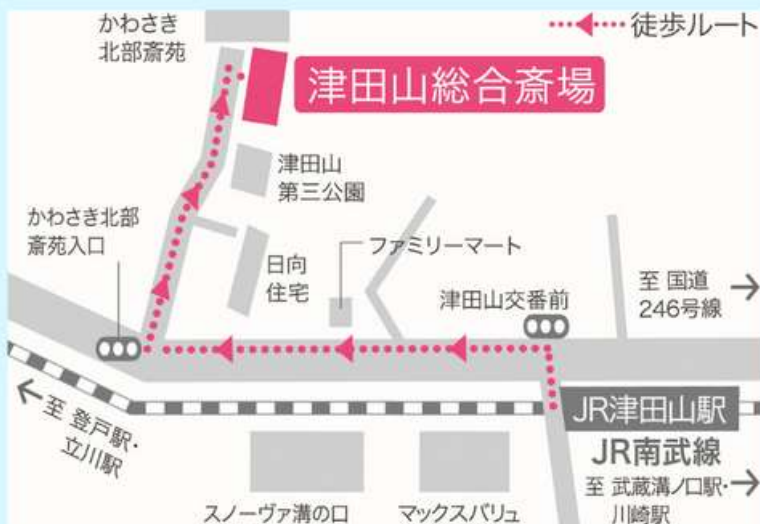 かわさき
北部斎苑
徒歩ルート
津田山総合斎場
津田山
第三公園
かわさき北部
斎苑入口
日向
住宅
ファミリーマート
津田山交番前
至 国道
246号線
JR津田山駅
JR南武線
至 登戸駅・
立川駅
至 武蔵溝ノ口駅・
川崎駅
スノーヴァ溝の口
マックスバリュ